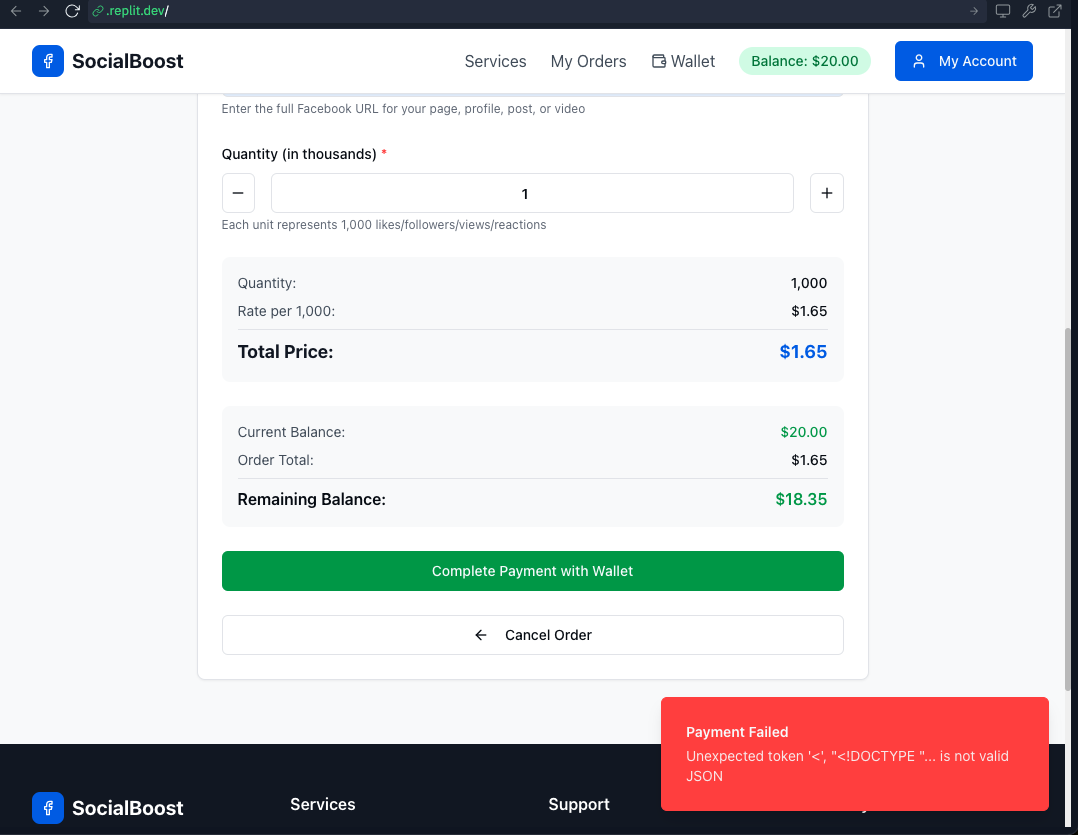 .replit.dev/
SocialBoost
Services
My Orders
Wallet
Balance: $20.00
My Account
Enter the full Facebook URL for your page, profile, post, or video
Quantity (in thousands) *
1
Each unit represents 1,000 likes/followers/views/reactions
Quantity: 1,000
Rate per 1,000: $1.65
Total Price: $1.65
Current Balance: $20.00
Order Total: $1.65
Remaining Balance: $18.35
Complete Payment with Wallet
Cancel Order
Payment Failed
Unexpected token '<', "<!DOCTYPE "... is not valid
JSON
SocialBoost
Services
Support